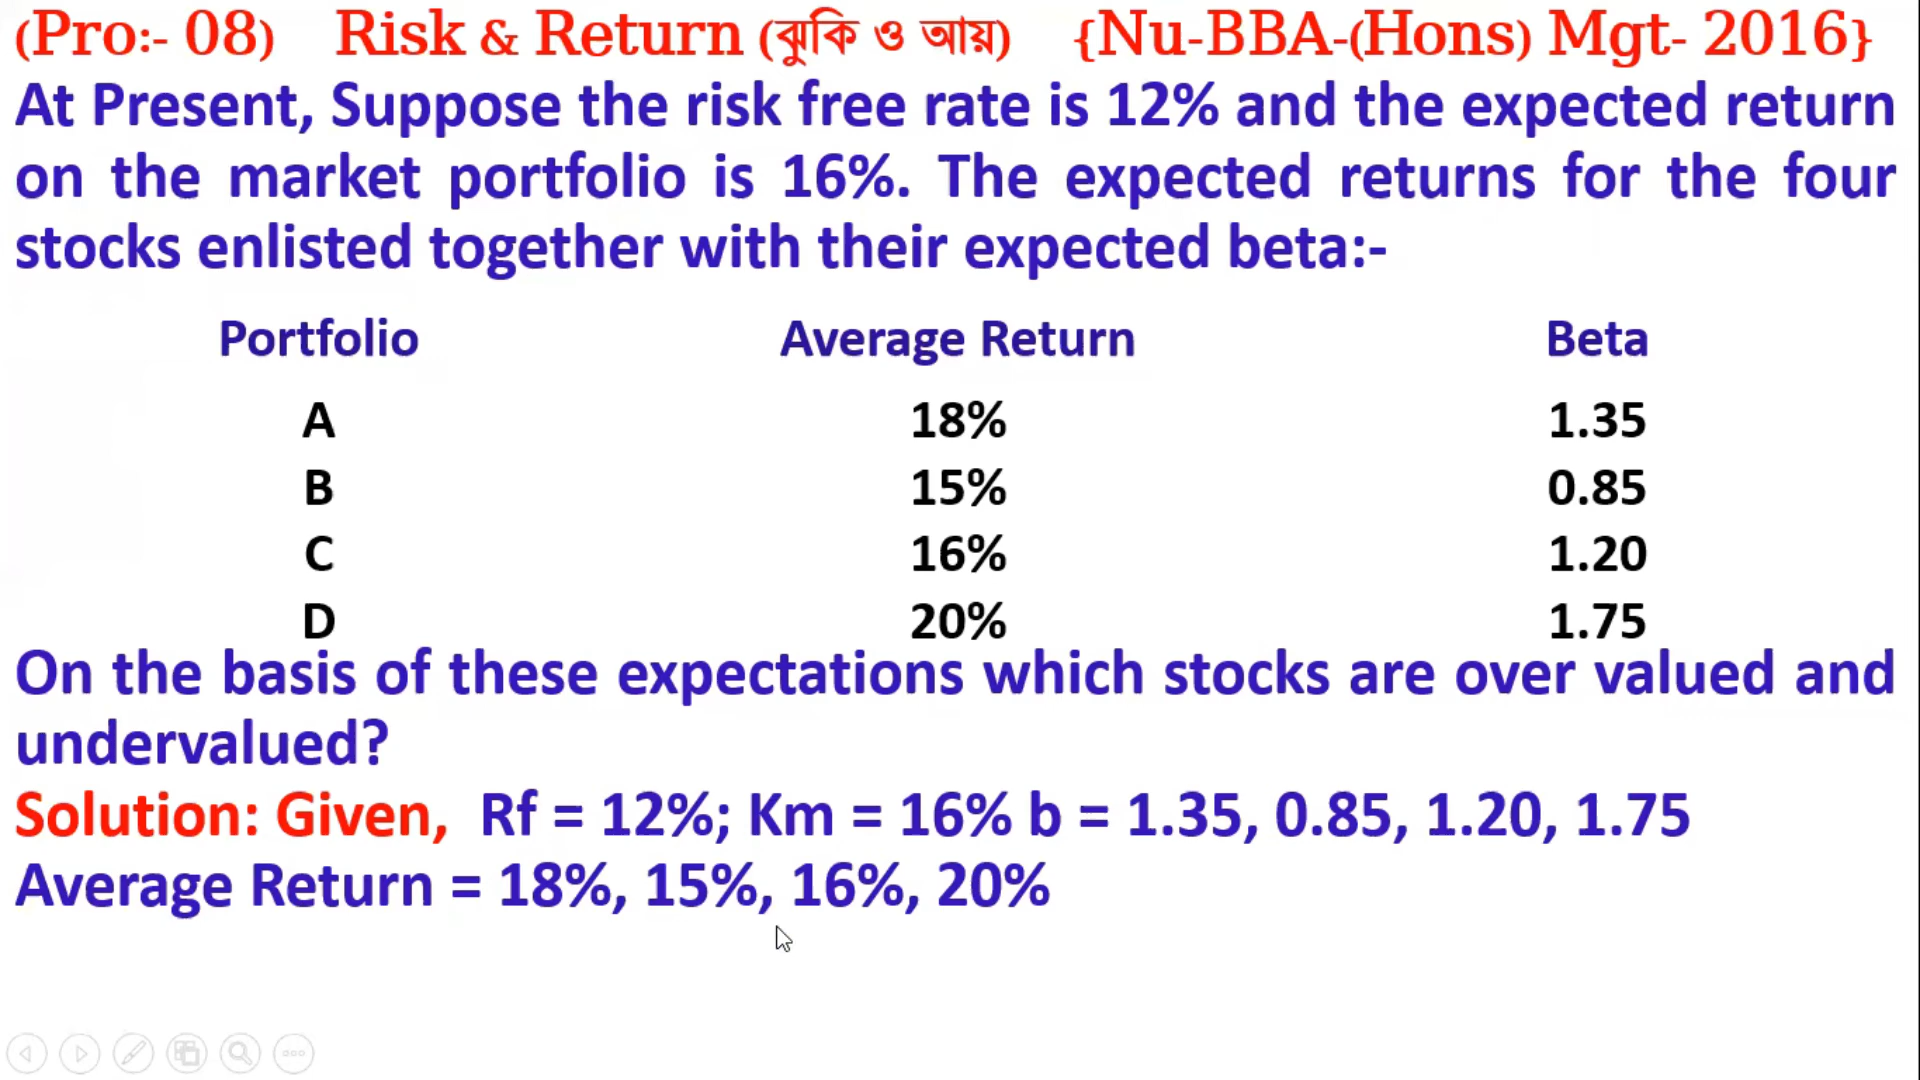 (Pro:- 08) Risk & Return (ঝুকি ও আয়) {Nu-BBA-(Hons) Mgt- 2016}
At Present, Suppose the risk free rate is 12% and the expected return
on the market portfolio is 16%. The expected returns for the four
stocks enlisted together with their expected beta:-
Portfolio Average Return Beta
A 18% 1.35
B 15% 0.85
C 16% 1.20
D 20% 1.75
On the basis of these expectations which stocks are over valued and
undervalued?
Solution: Given, Rf = 12%; Km = 16% b = 1.35, 0.85, 1.20, 1.75
Average Return = 18%, 15%, 16%, 20%